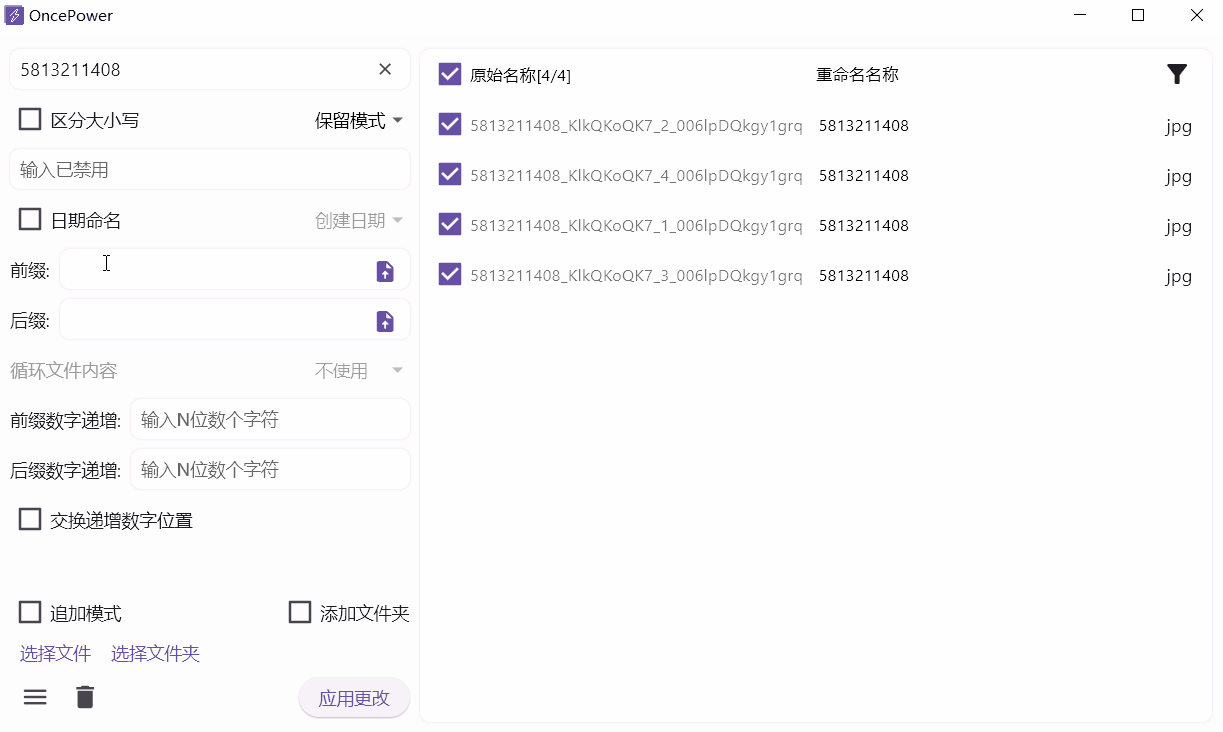 OncePower
5813211408
区分大小写 保留模式
输入已禁用
日期命名 创建日期
前缀:
后缀:
循环文件内容 不使用
前缀数字递增: 输入N位数个字符
后缀数字递增: 输入N位数个字符
交换递增数字位置
追加模式 添加文件夹
选择文件 选择文件夹
应用更改
原始名称[4/4] 重命名名称
5813211408_KlkQKoQK7_2_006lpDQkgy1grq 5813211408 jpg
5813211408_KlkQKoQK7_4_006lpDQkgy1grq 5813211408 jpg
5813211408_KlkQKoQK7_1_006lpDQkgy1grq 5813211408 jpg
5813211408_KlkQKoQK7_3_006lpDQkgy1grq 5813211408 jpg